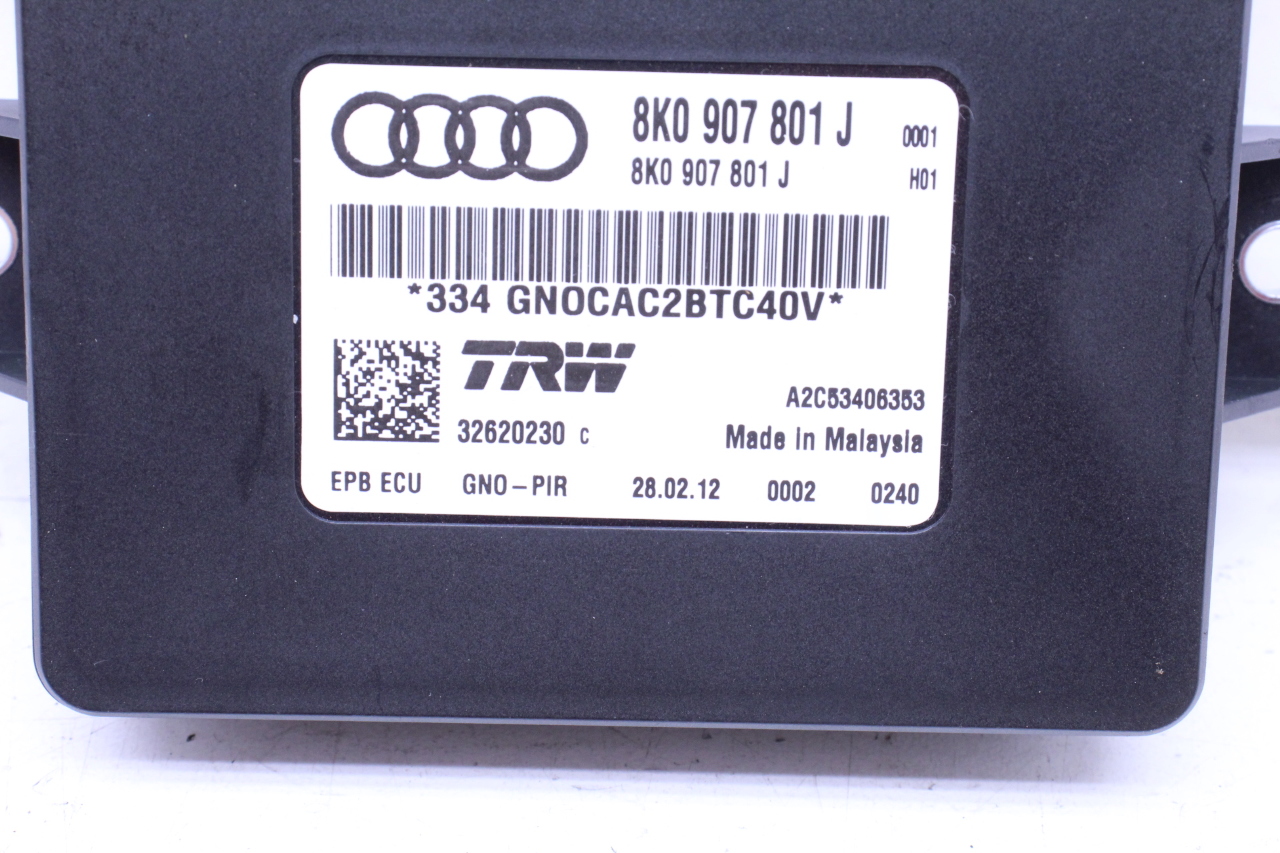 8K0 907 801 J 0001
8K0 907 801 J H01
*334 GNOCAC2BTC40V*
TRW
A2C53406353
32620230 C
Made in Malaysia
EPB ECU GNO-PIR 28.02.12 0002 0240